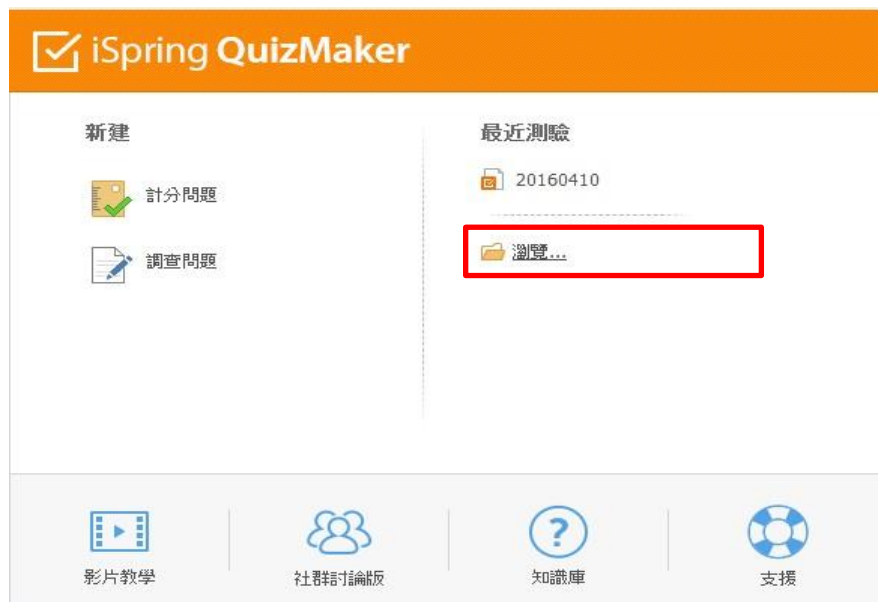 iSpring QuizMaker
新建
計分問題
調查問題
最近測驗
20160410
瀏覽...
影片教學
社群討論版
知識庫
支援